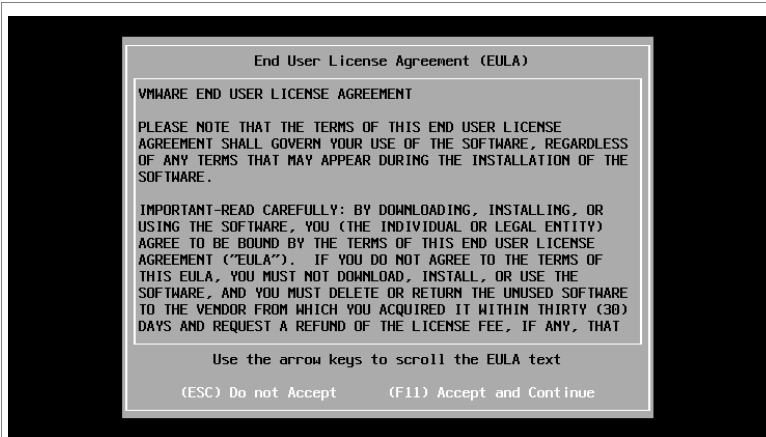 End User License Agreement (EULA)
VMWARE END USER LICENSE AGREEMENT
PLEASE NOTE THAT THE TERMS OF THIS END USER LICENSE
AGREEMENT SHALL GOVERN YOUR USE OF THE SOFTWARE, REGARDLESS
OF ANY TERMS THAT MAY APPEAR DURING THE INSTALLATION OF THE
SOFTWARE.
IMPORTANT-READ CAREFULLY: BY DOWNLOADING, INSTALLING, OR
USING THE SOFTWARE, YOU (THE INDIVIDUAL OR LEGAL ENTITY)
AGREE TO BE BOUND BY THE TERMS OF THIS END USER LICENSE
AGREEMENT ("EULA").  IF YOU DO NOT AGREE TO THE TERMS OF
THIS EULA, YOU MUST NOT DOWNLOAD, INSTALL, OR USE THE
SOFTWARE, AND YOU MUST DELETE OR RETURN THE UNUSED SOFTWARE
TO THE VENDOR FROM WHICH YOU ACQUIRED IT WITHIN THIRTY (30)
DAYS AND REQUEST A REFUND OF THE LICENSE FEE, IF ANY, THAT
Use the arrow keys to scroll the EULA text
(ESC) Do not Accept (F11) Accept and Continue